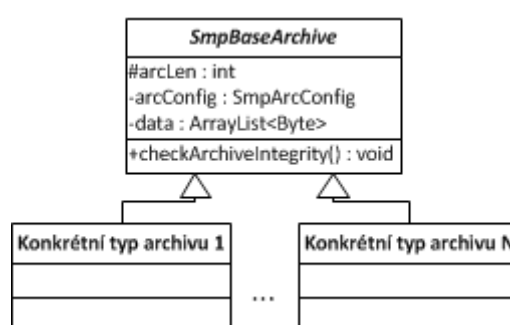 SmpBaseArchive
#arcLen : int
-arcConfig : SmpArcConfig
-data : ArrayList<Byte>
+checkArchiveIntegrity() : void
Konkrétní typ archivu 1
Konkrétní typ archivu N
...